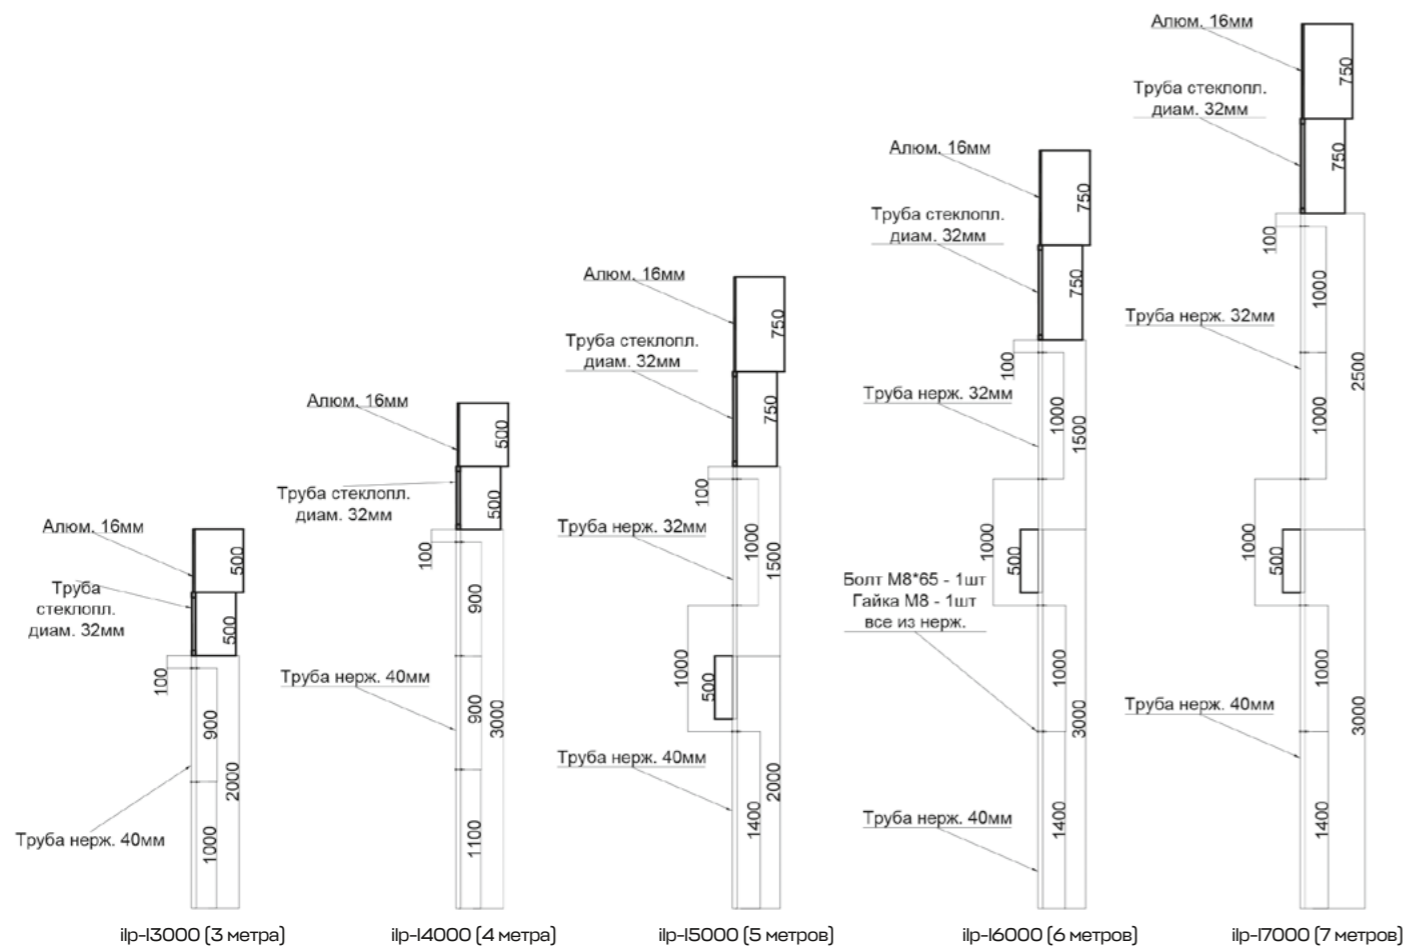 Алюм. 16мм
Труба
стеклопл.
диам. 32мм
500
500
100
900
2000
1000
Труба нерж. 40мм
ilp-l3000 (3 метра)
Алюм. 16мм
Труба стеклопл.
диам. 32мм
500
500
100
900
Труба нерж. 40мм
900
3000
1100
ilp-l4000 (4 метра)
Алюм. 16мм
Труба стеклопл.
диам. 32мм
750
750
100
Труба нерж. 32мм
1000
1500
1000
500
Труба нерж. 40мм
2000
1400
ilp-l5000 (5 метров)
Алюм. 16мм
Труба стеклопл.
диам. 32мм
750
750
100
Труба нерж. 32мм
1000
1500
1000
500
Болт М8*65 - 1шт
Гайка М8 - 1шт
все из нерж.
1000
3000
Труба нерж. 40мм
1400
ilp-l6000 (6 метров)
Алюм. 16мм
Труба стеклопл.
диам. 32мм
750
750
100
1000
Труба нерж. 32мм
2500
1000
1000
500
1000
Труба нерж. 40мм
3000
1400
ilp-l7000 (7 метров)